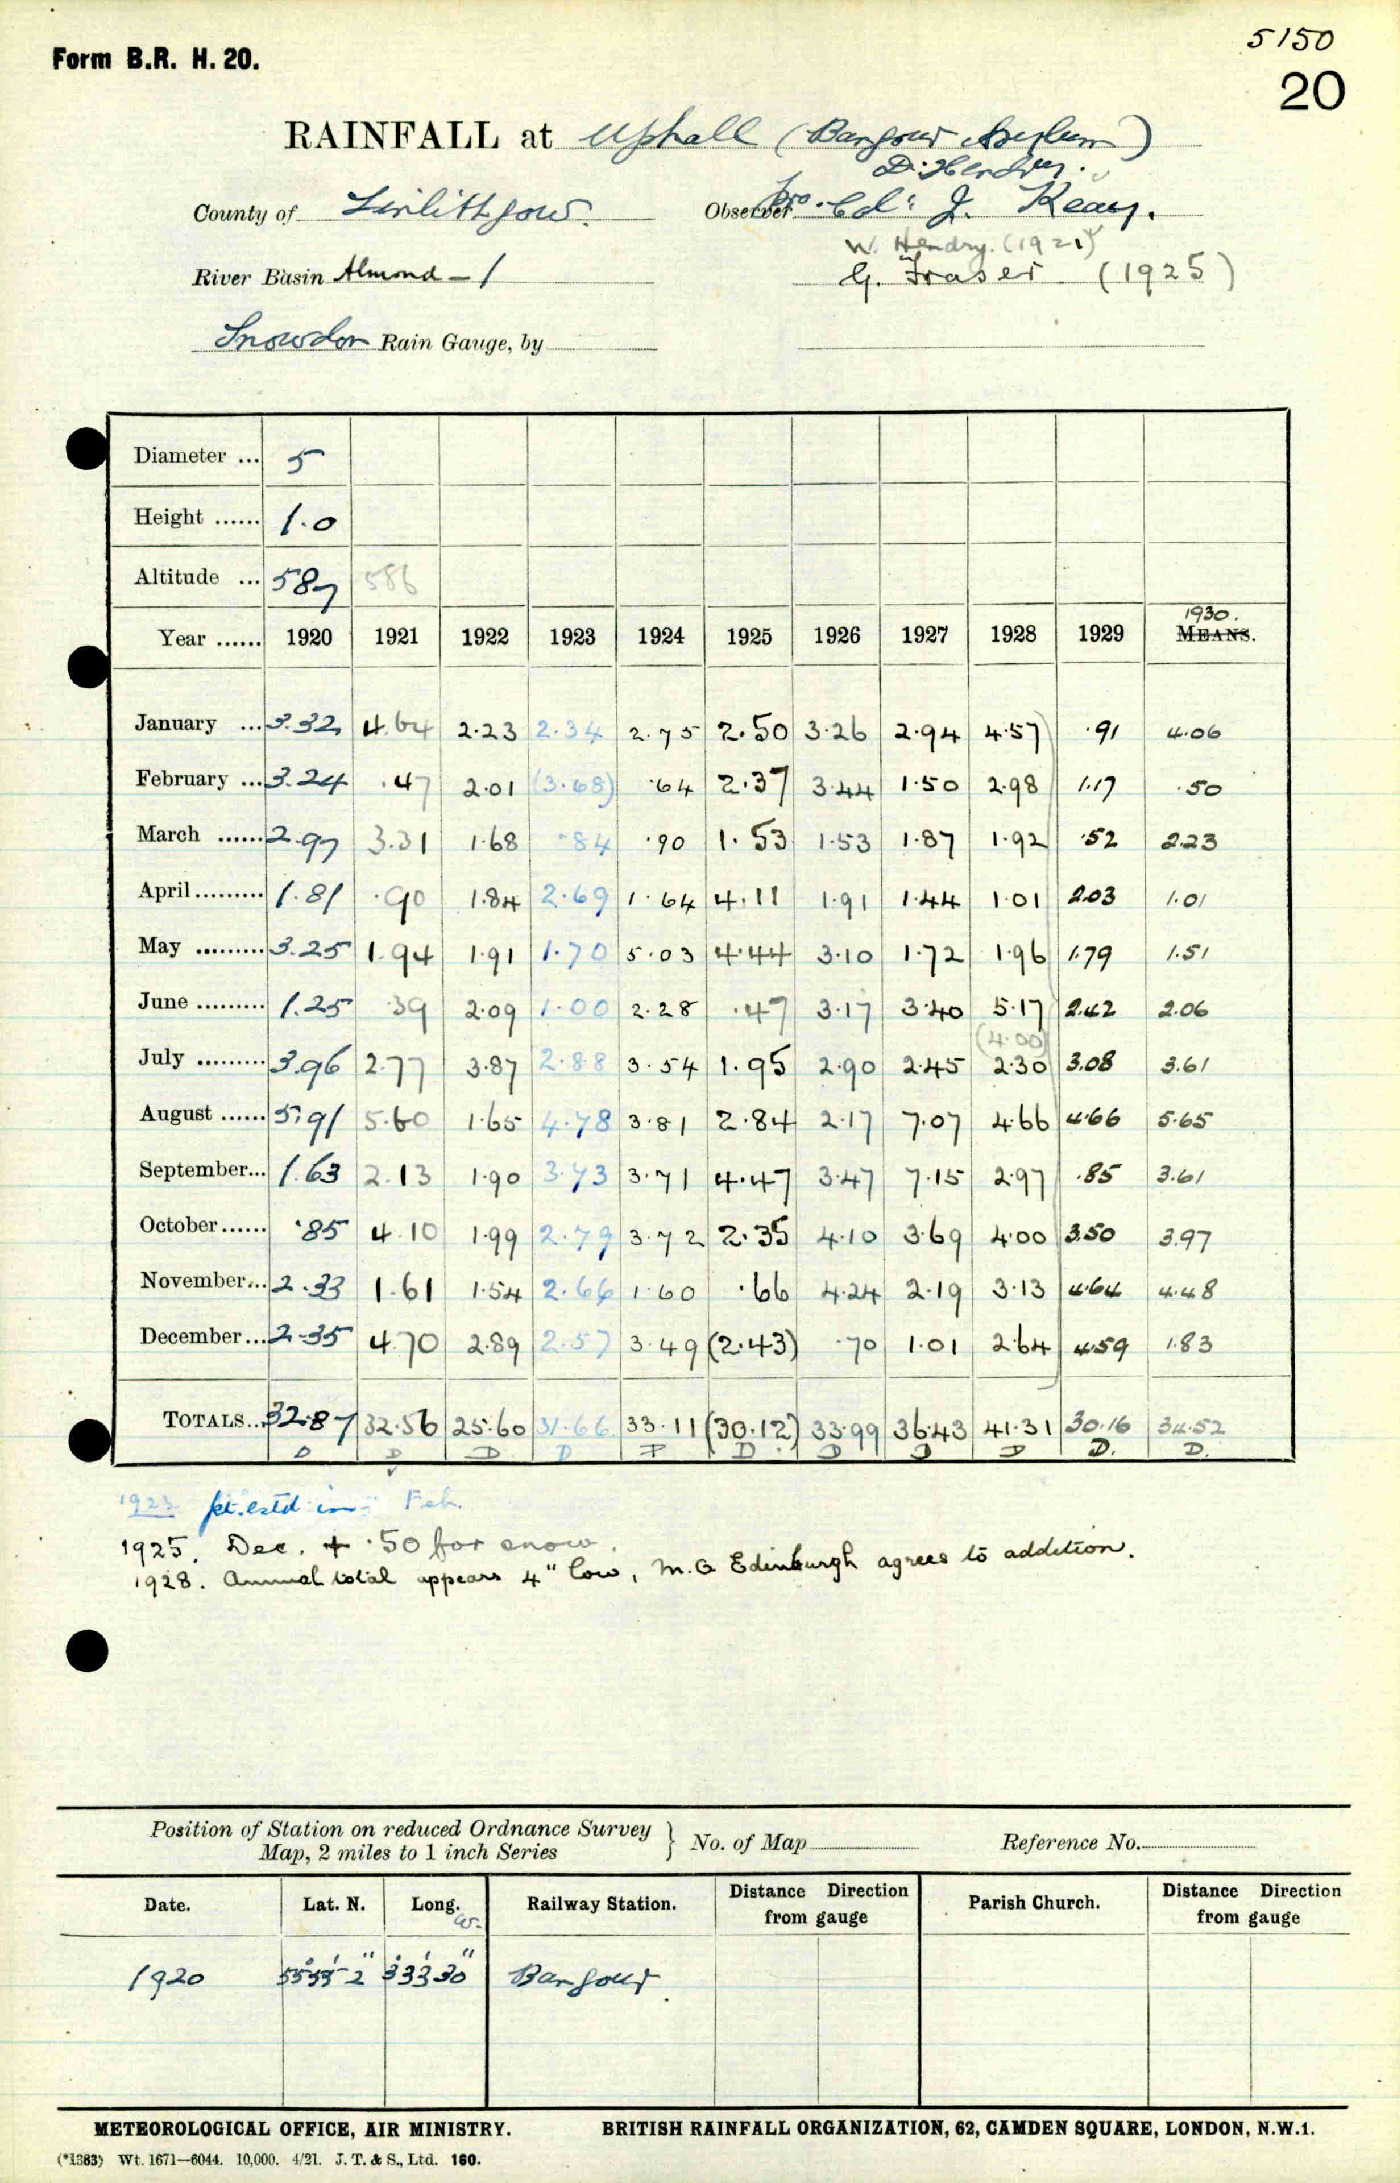 5150
Form B.R. H. 20.
20
RAINFALL at Uphall (Bangour Asylum)
D. Hendry.
County of Linlithgow. Observer pro. Col. J. Keay.
W. Hendry. (1921)
River Basin Almond - 1 G. Fraser (1925)
Snowdon Rain Gauge, by
Diameter ... 5
Height ...... 1.0
Altitude ... 587 586
1930.
Year ...... 1920 1921 1922 1923 1924 1925 1926 1927 1928 1929 MEANS.
January ... 3.32 4.64 2.23 2.34 2.75 2.50 3.26 2.94 4.57 .91 4.06
February ... 3.24 .47 2.01 (3.68) .64 2.37 3.44 1.50 2.98 1.17 .50
March ...... 2.97 3.31 1.68 .84 .90 1.53 1.53 1.87 1.92 .52 2.23
April ......... 1.81 .90 1.84 2.69 1.64 4.11 1.91 1.44 1.01 2.03 1.01
May ......... 3.25 1.94 1.91 1.70 5.03 4.44 3.10 1.72 1.96 1.79 1.51
June ......... 1.25 .39 2.09 1.00 2.28 .47 3.17 3.40 5.17 2.42 2.06
(4.00)
July ......... 3.96 2.77 3.87 2.88 3.54 1.95 2.90 2.45 2.30 3.08 3.61
August ...... 5.91 5.60 1.65 4.78 3.81 2.84 2.17 7.07 4.66 4.66 5.65
September... 1.63 2.13 1.90 3.73 3.71 4.47 3.47 7.15 2.97 .85 3.61
October...... .85 4.10 1.99 2.79 3.72 2.35 4.10 3.69 4.00 3.50 3.97
November... 2.33 1.61 1.54 2.66 1.60 .66 4.24 2.19 3.13 4.64 4.48
December ... 2.35 4.70 2.89 2.57 3.49 (2.43) .70 1.01 2.64 4.59 1.83
TOTALS... 32.87 32.56 25.60 31.66 33.11 (30.12) 33.99 36.43 41.31 30.16 34.52
D D D D F D D D D D. D.
1923 pt. estd in Feb.
1925. Dec. + .50 for snow.
1928. Annual total appears 4" low, M.O Edinburgh agrees to addition.
Position of Station on reduced Ordnance Survey
Map, 2 miles to 1 inch Series } No. of Map Reference No.
Date. Lat. N. Long. W. Railway Station. Distance Direction from gauge Parish Church. Distance Direction from gauge
1920 55° 55' 2" 3° 33' 30" Bangour.
METEOROLOGICAL OFFICE, AIR MINISTRY. BRITISH RAINFALL ORGANIZATION, 62, CAMDEN SQUARE, LONDON, N.W.1.
(*1383) Wt. 1671—6044. 10,000. 4/21. J. T. & S., Ltd. 160.